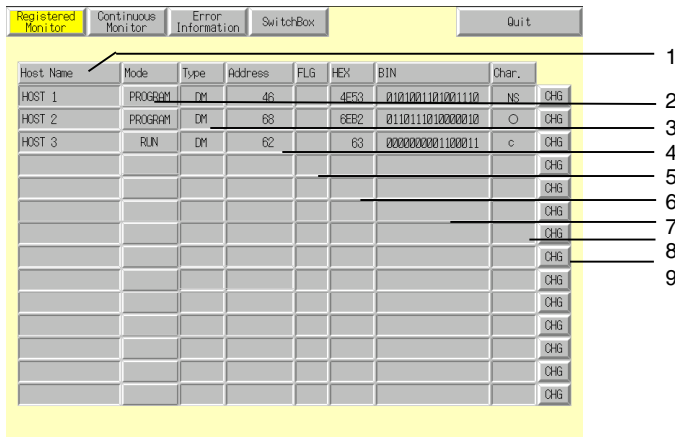 Registered Monitor
Continuous Monitor
Error Information
SwitchBox
Quit
1
Host Name Mode Type Address FLG HEX BIN Char.
HOST 1 PROGRAM DM 46 4E53 0101001101001110 NS CHG
2
HOST 2 PROGRAM DM 68 6EB2 0110111010000010 ○ CHG
3
HOST 3 RUN DM 62 63 0000000001100011 c CHG
4
CHG
5
CHG
6
CHG
7
CHG
8
CHG
9
CHG
CHG
CHG
CHG
CHG
CHG